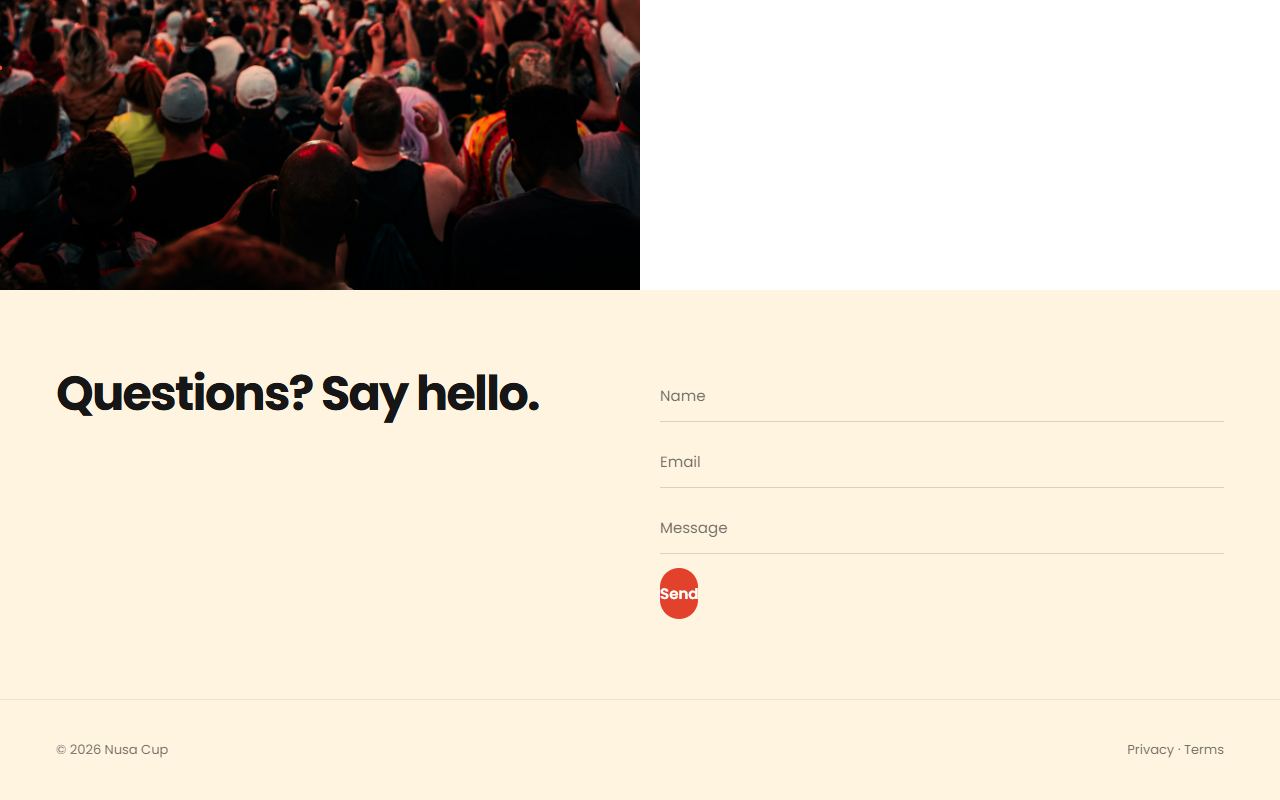 Questions? Say hello.
Name
Email
Message
Send
© 2026 Nusa Cup
Privacy · Terms